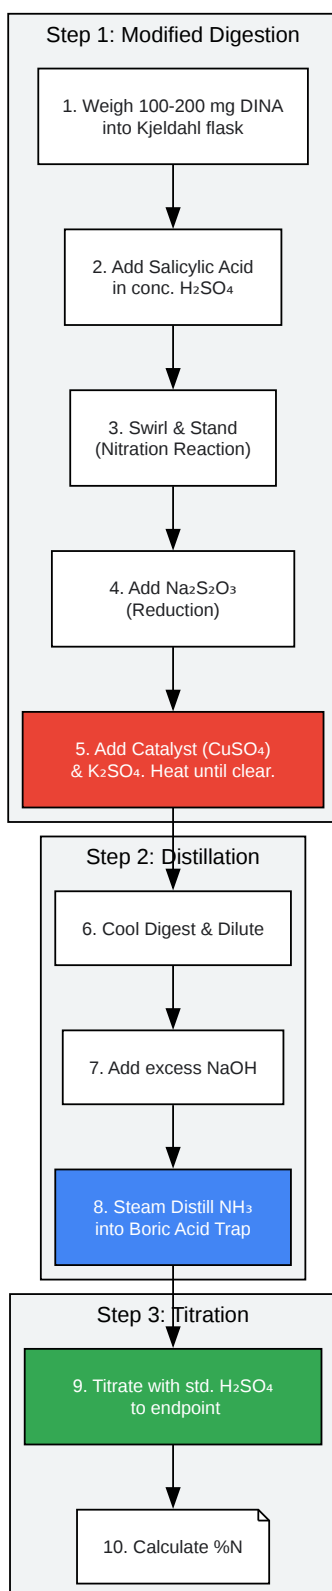 Step 1: Modified Digestion
1. Weigh 100-200 mg DINA
into Kjeldahl flask
2. Add Salicylic Acid
in conc. H₂SO₄
3. Swirl & Stand
(Nitration Reaction)
4. Add Na₂S₂O₃
(Reduction)
5. Add Catalyst (CuSO₄)
& K₂SO₄. Heat until clear.
Step 2: Distillation
6. Cool Digest & Dilute
7. Add excess NaOH
8. Steam Distill NH₃
into Boric Acid Trap
Step 3: Titration
9. Titrate with std. H₂SO₄
to endpoint
10. Calculate %N